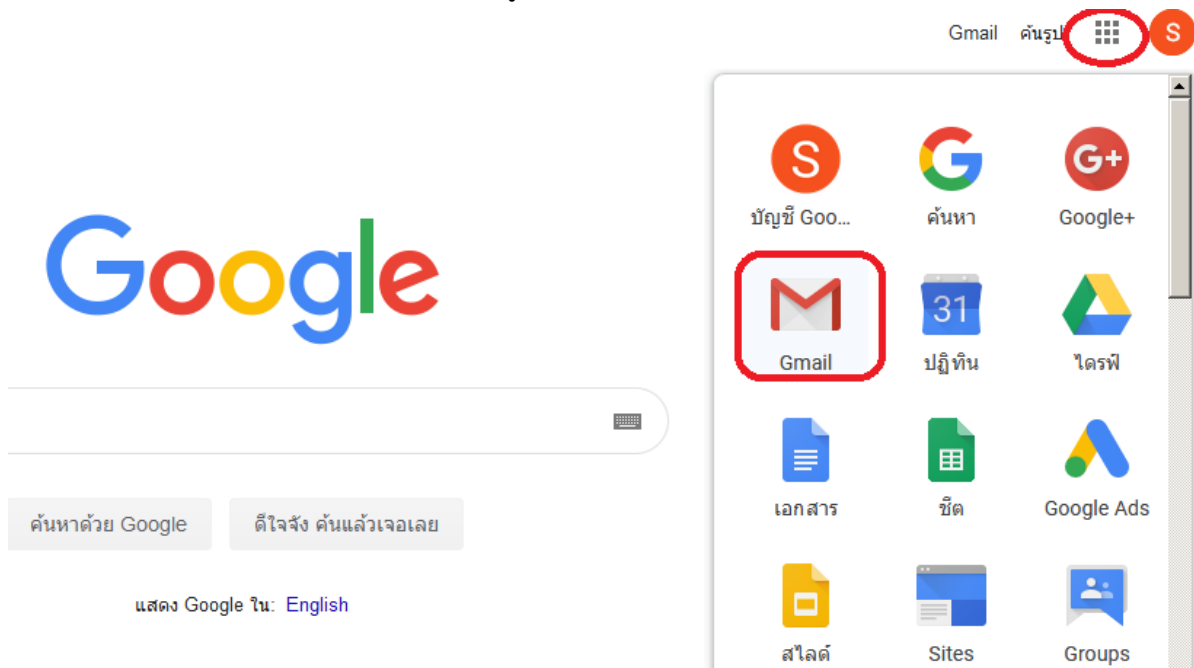 Gmail ค้นรูป S
S G G+
บัญชี Goo... ค้นหา Google+
Google
31
Gmail ปฏิทิน ไดรฟ์
เอกสาร ชีต Google Ads
ค้นหาด้วย Google ดีใจจัง ค้นแล้วเจอเลย
แสดง Google ใน: English
สไลด์ Sites Groups